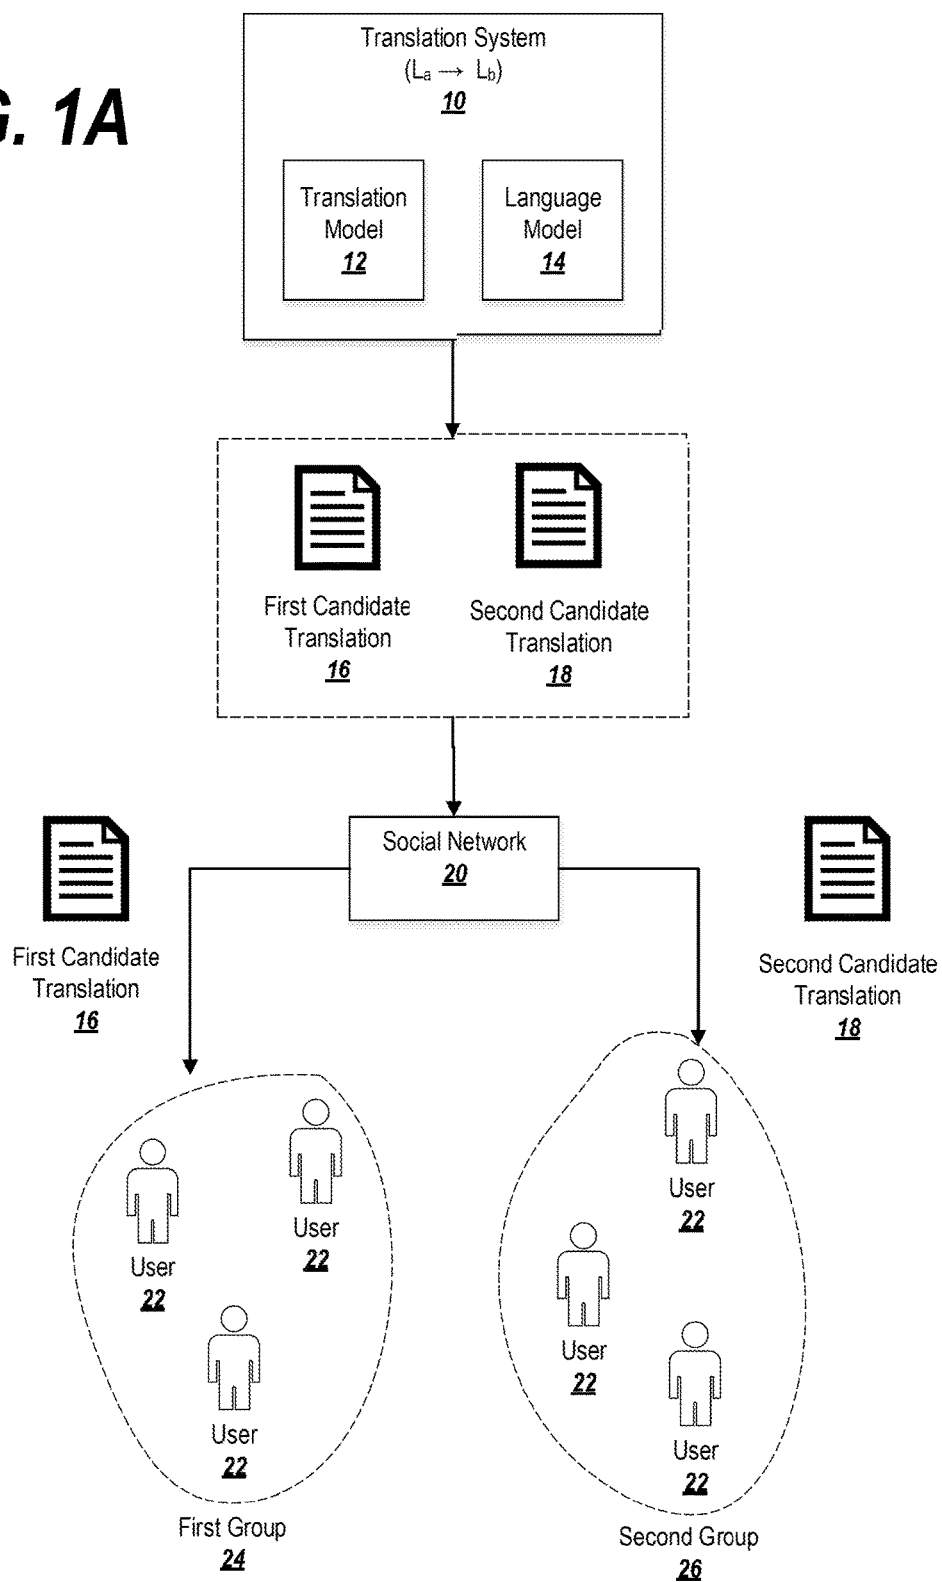 G. 1A
Translation System
(La → Lb)
10
Translation
Model
12
Language
Model
14
First Candidate
Translation
16
Second Candidate
Translation
18
Social Network
20
First Candidate
Translation
16
Second Candidate
Translation
18
User
22
User
22
User
22
First Group
24
User
22
User
22
User
22
Second Group
26